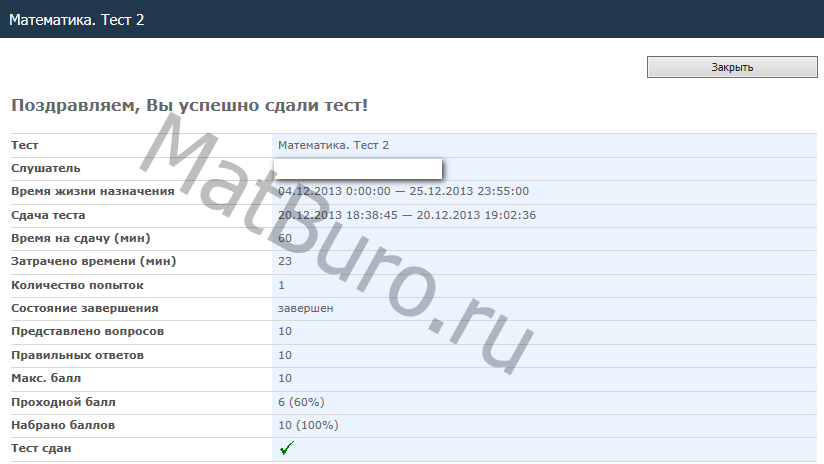 Математика. Тест 2
Закрыть
Поздравляем, Вы успешно сдали тест!
Тест Математика. Тест 2
Слушатель
Время жизни назначения 04.12.2013 0:00:00 — 25.12.2013 23:55:00
Сдача теста 20.12.2013 18:38:45 — 20.12.2013 19:02:36
Время на сдачу (мин) 60
Затрачено времени (мин) 23
Количество попыток 1
Состояние завершения завершен
Представлено вопросов 10
Правильных ответов 10
Макс. балл 10
Проходной балл 6 (60%)
Набрано баллов 10 (100%)
Тест сдан
MatBuro.ru